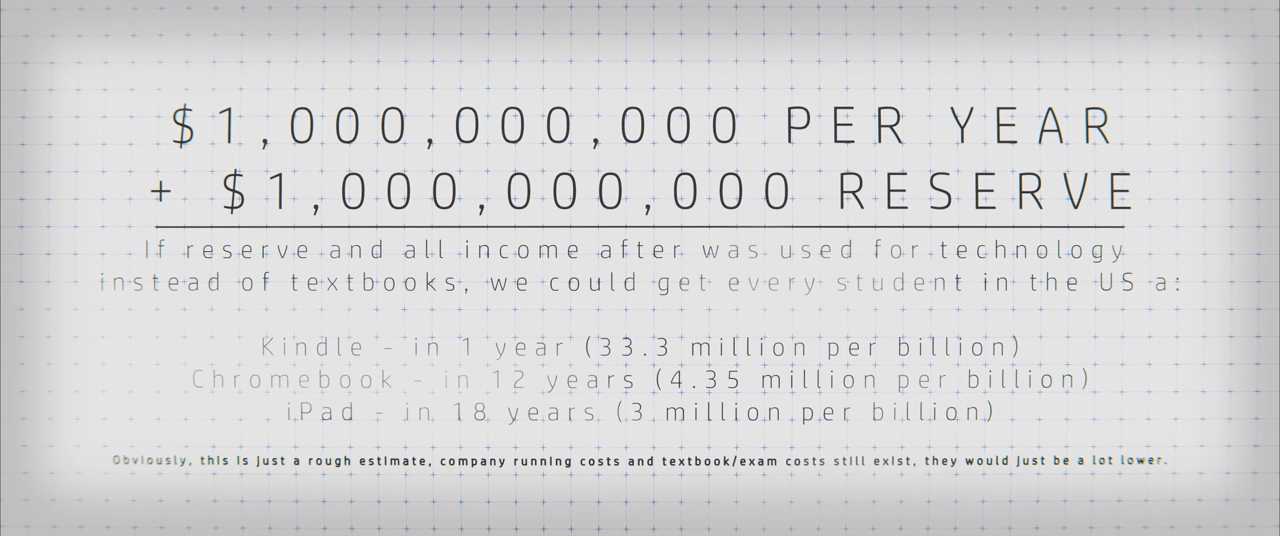 $1,000,000,000 PER YEAR
+ $1,000,000,000 RESERVE
If reserve and all income after was used for technology
instead of textbooks, we could get every student in the US a:
Kindle - in 1 year (33.3 million per billion)
Chromebook - in 12 years (4.35 million per billion)
iPad - in 18 years (3 million per billion)
Obviously, this is just a rough estimate, company running costs and textbook/exam costs still exist, they would just be a lot lower.